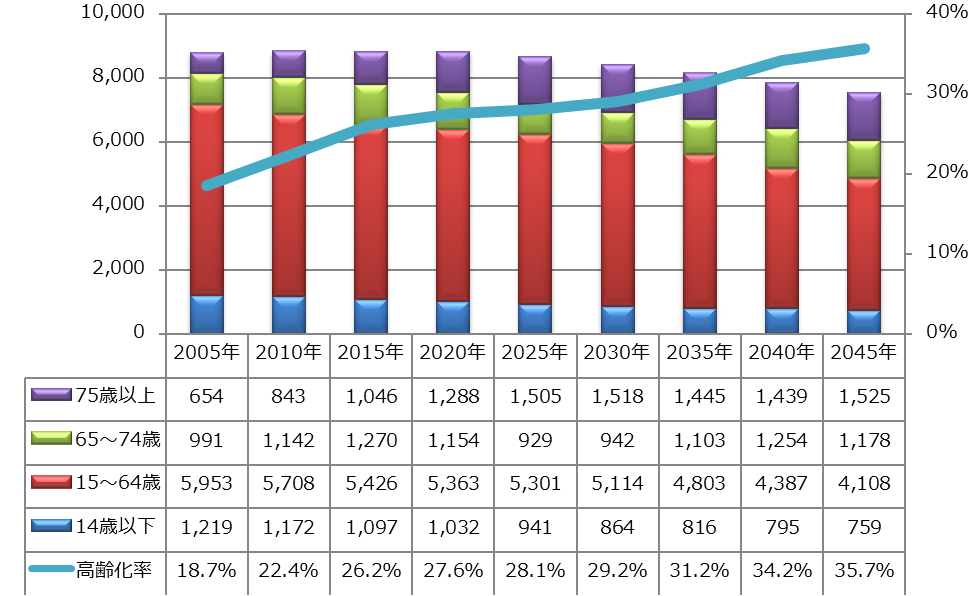 10,000
8,000
6,000
4,000
2,000
0
40%
30%
20%
10%
0%
2005年 2010年 2015年 2020年 2025年 2030年 2035年 2040年 2045年
75歳以上 654 843 1,046 1,288 1,505 1,518 1,445 1,439 1,525
65～74歳 991 1,142 1,270 1,154 929 942 1,103 1,254 1,178
15～64歳 5,953 5,708 5,426 5,363 5,301 5,114 4,803 4,387 4,108
14歳以下 1,219 1,172 1,097 1,032 941 864 816 795 759
高齢化率 18.7% 22.4% 26.2% 27.6% 28.1% 29.2% 31.2% 34.2% 35.7%